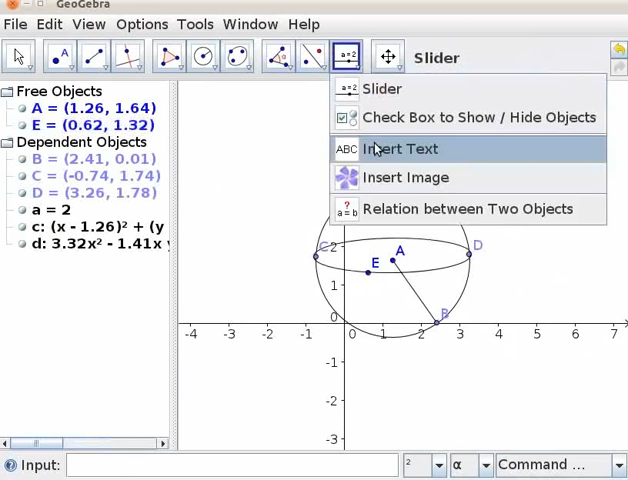 GeoGebra
File Edit View Options Tools Window Help
A
a=2
Slider
a=2 Slider
Check Box to Show / Hide Objects
ABC Insert Text
Insert Image
?
a=b Relation between Two Objects
Free Objects
A = (1.26, 1.64)
E = (0.62, 1.32)
Dependent Objects
B = (2.41, 0.01)
C = (-0.74, 1.74)
D = (3.26, 1.78)
a = 2
c: (x - 1.26)² + (y
d: 3.32x² - 1.41x y
C 2 A D
E
1
B
0
-4 -3 -2 -1 0 1 2 3 4 5 6 7
-1
-2
-3
Input: 2 α Command ...